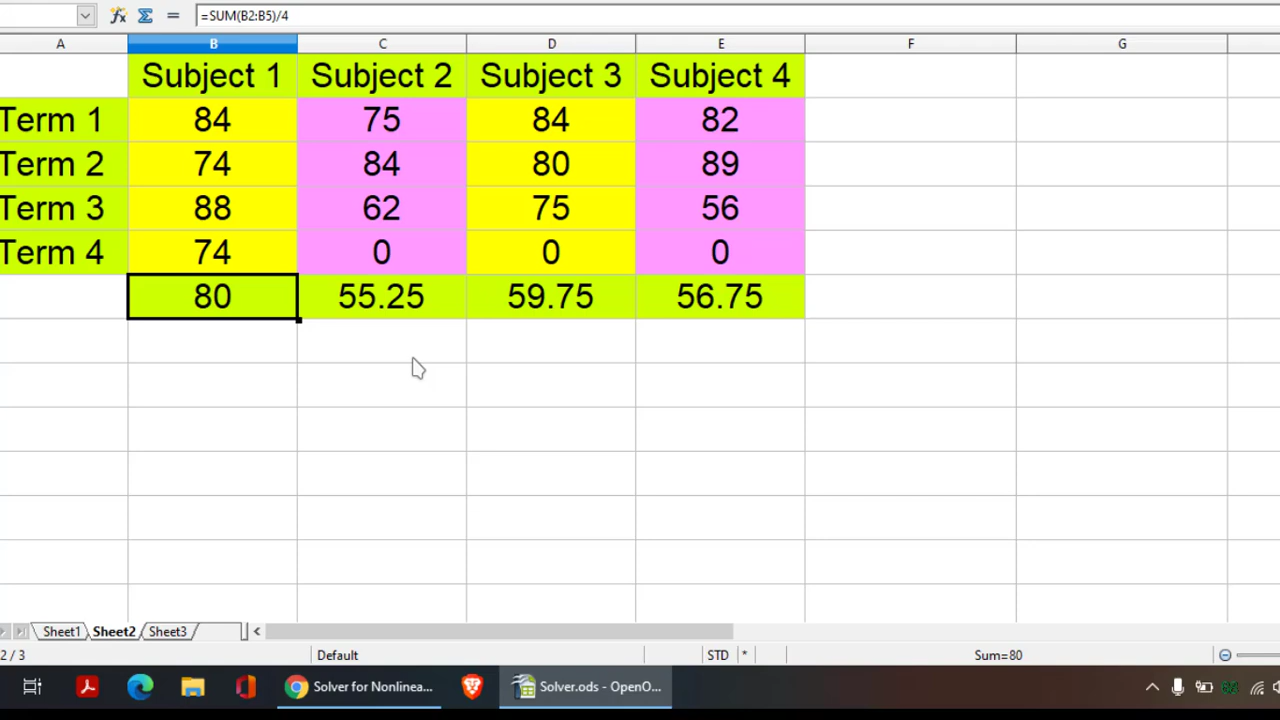 =SUM(B2:B5)/4
A B C D E F G
Subject 1 Subject 2 Subject 3 Subject 4
Term 1 84 75 84 82
Term 2 74 84 80 89
Term 3 88 62 75 56
Term 4 74 0 0 0
80 55.25 59.75 56.75
Sheet1 Sheet2 Sheet3
2 / 3 Default STD * Sum=80
Solver for Nonlinea... Solver.ods - OpenO...